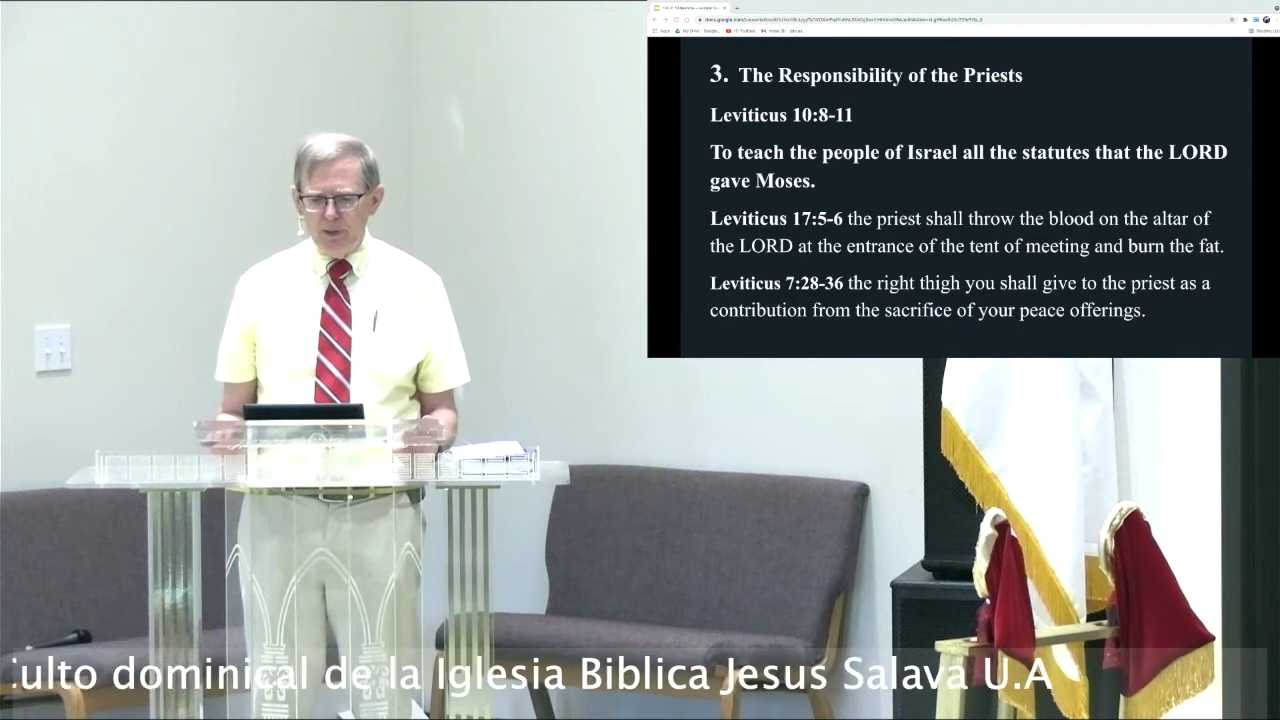 3. The Responsibility of the Priests
Leviticus 10:8-11
To teach the people of Israel all the statutes that the LORD
gave Moses.
Leviticus 17:5-6 the priest shall throw the blood on the altar of
the LORD at the entrance of the tent of meeting and burn the fat.
Leviticus 7:28-36 the right thigh you shall give to the priest as a
contribution from the sacrifice of your peace offerings.
ulto dominical de la Iglesia Biblica Jesus Salava U.A